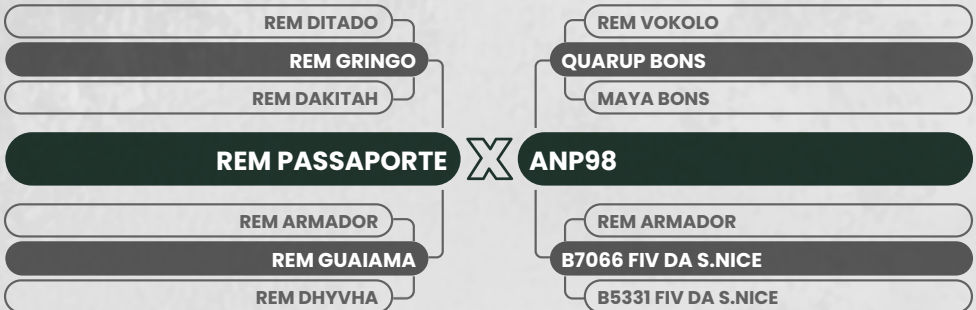 REM DITADO
REM GRINGO
REM DAKITAH
REM PASSAPORTE X ANP98
REM ARMADOR
REM GUAIAMA
REM DHYVHA
REM VOKOLO
QUARUP BONS
MAYA BONS
REM ARMADOR
B7066 FIV DA S.NICE
B5331 FIV DA S.NICE